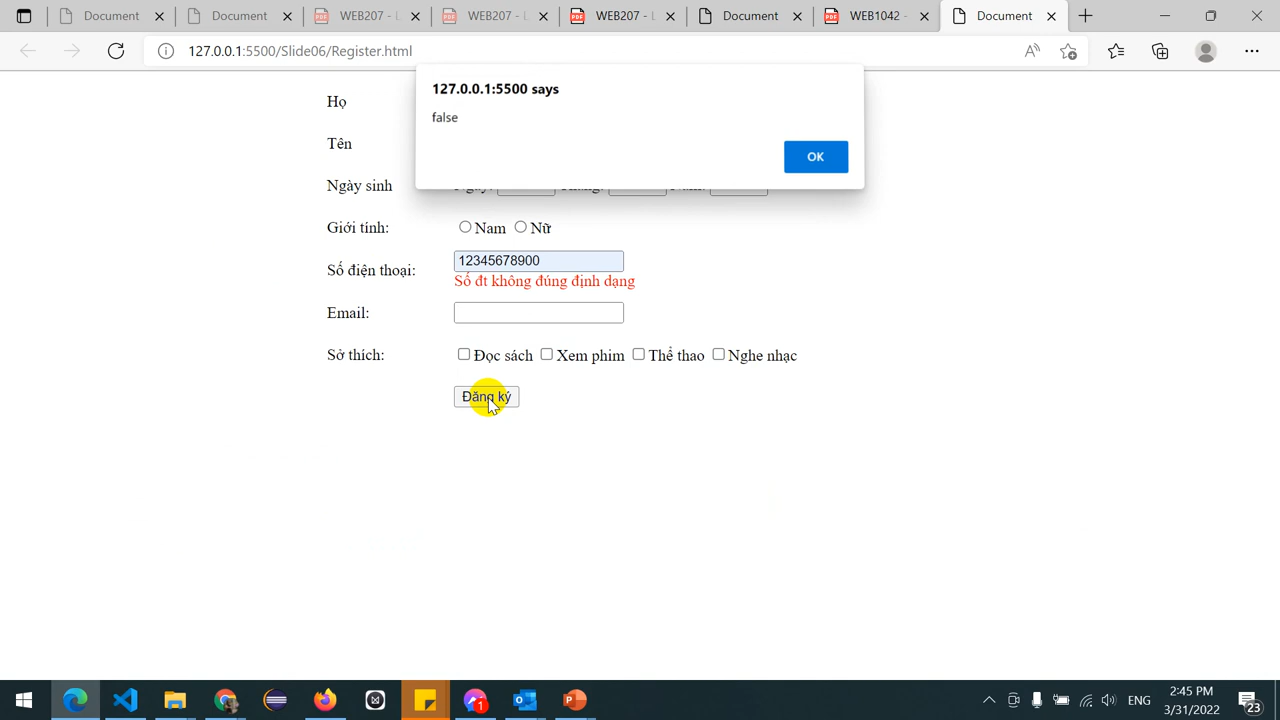 Document
Document
WEB207 - L
WEB207 - L
WEB207 - L
Document
WEB1042 -
Document
127.0.0.1:5500/Slide06/Register.html
127.0.0.1:5500 says
false
OK
Họ
Tên
Ngày sinh
Giới tính:
Nam
Nữ
Số điện thoại:
12345678900
Số đt không đúng định dạng
Email:
Sở thích:
Đọc sách
Xem phim
Thể thao
Nghe nhạc
Đăng ký
1
ENG
2:45 PM
3/31/2022
23